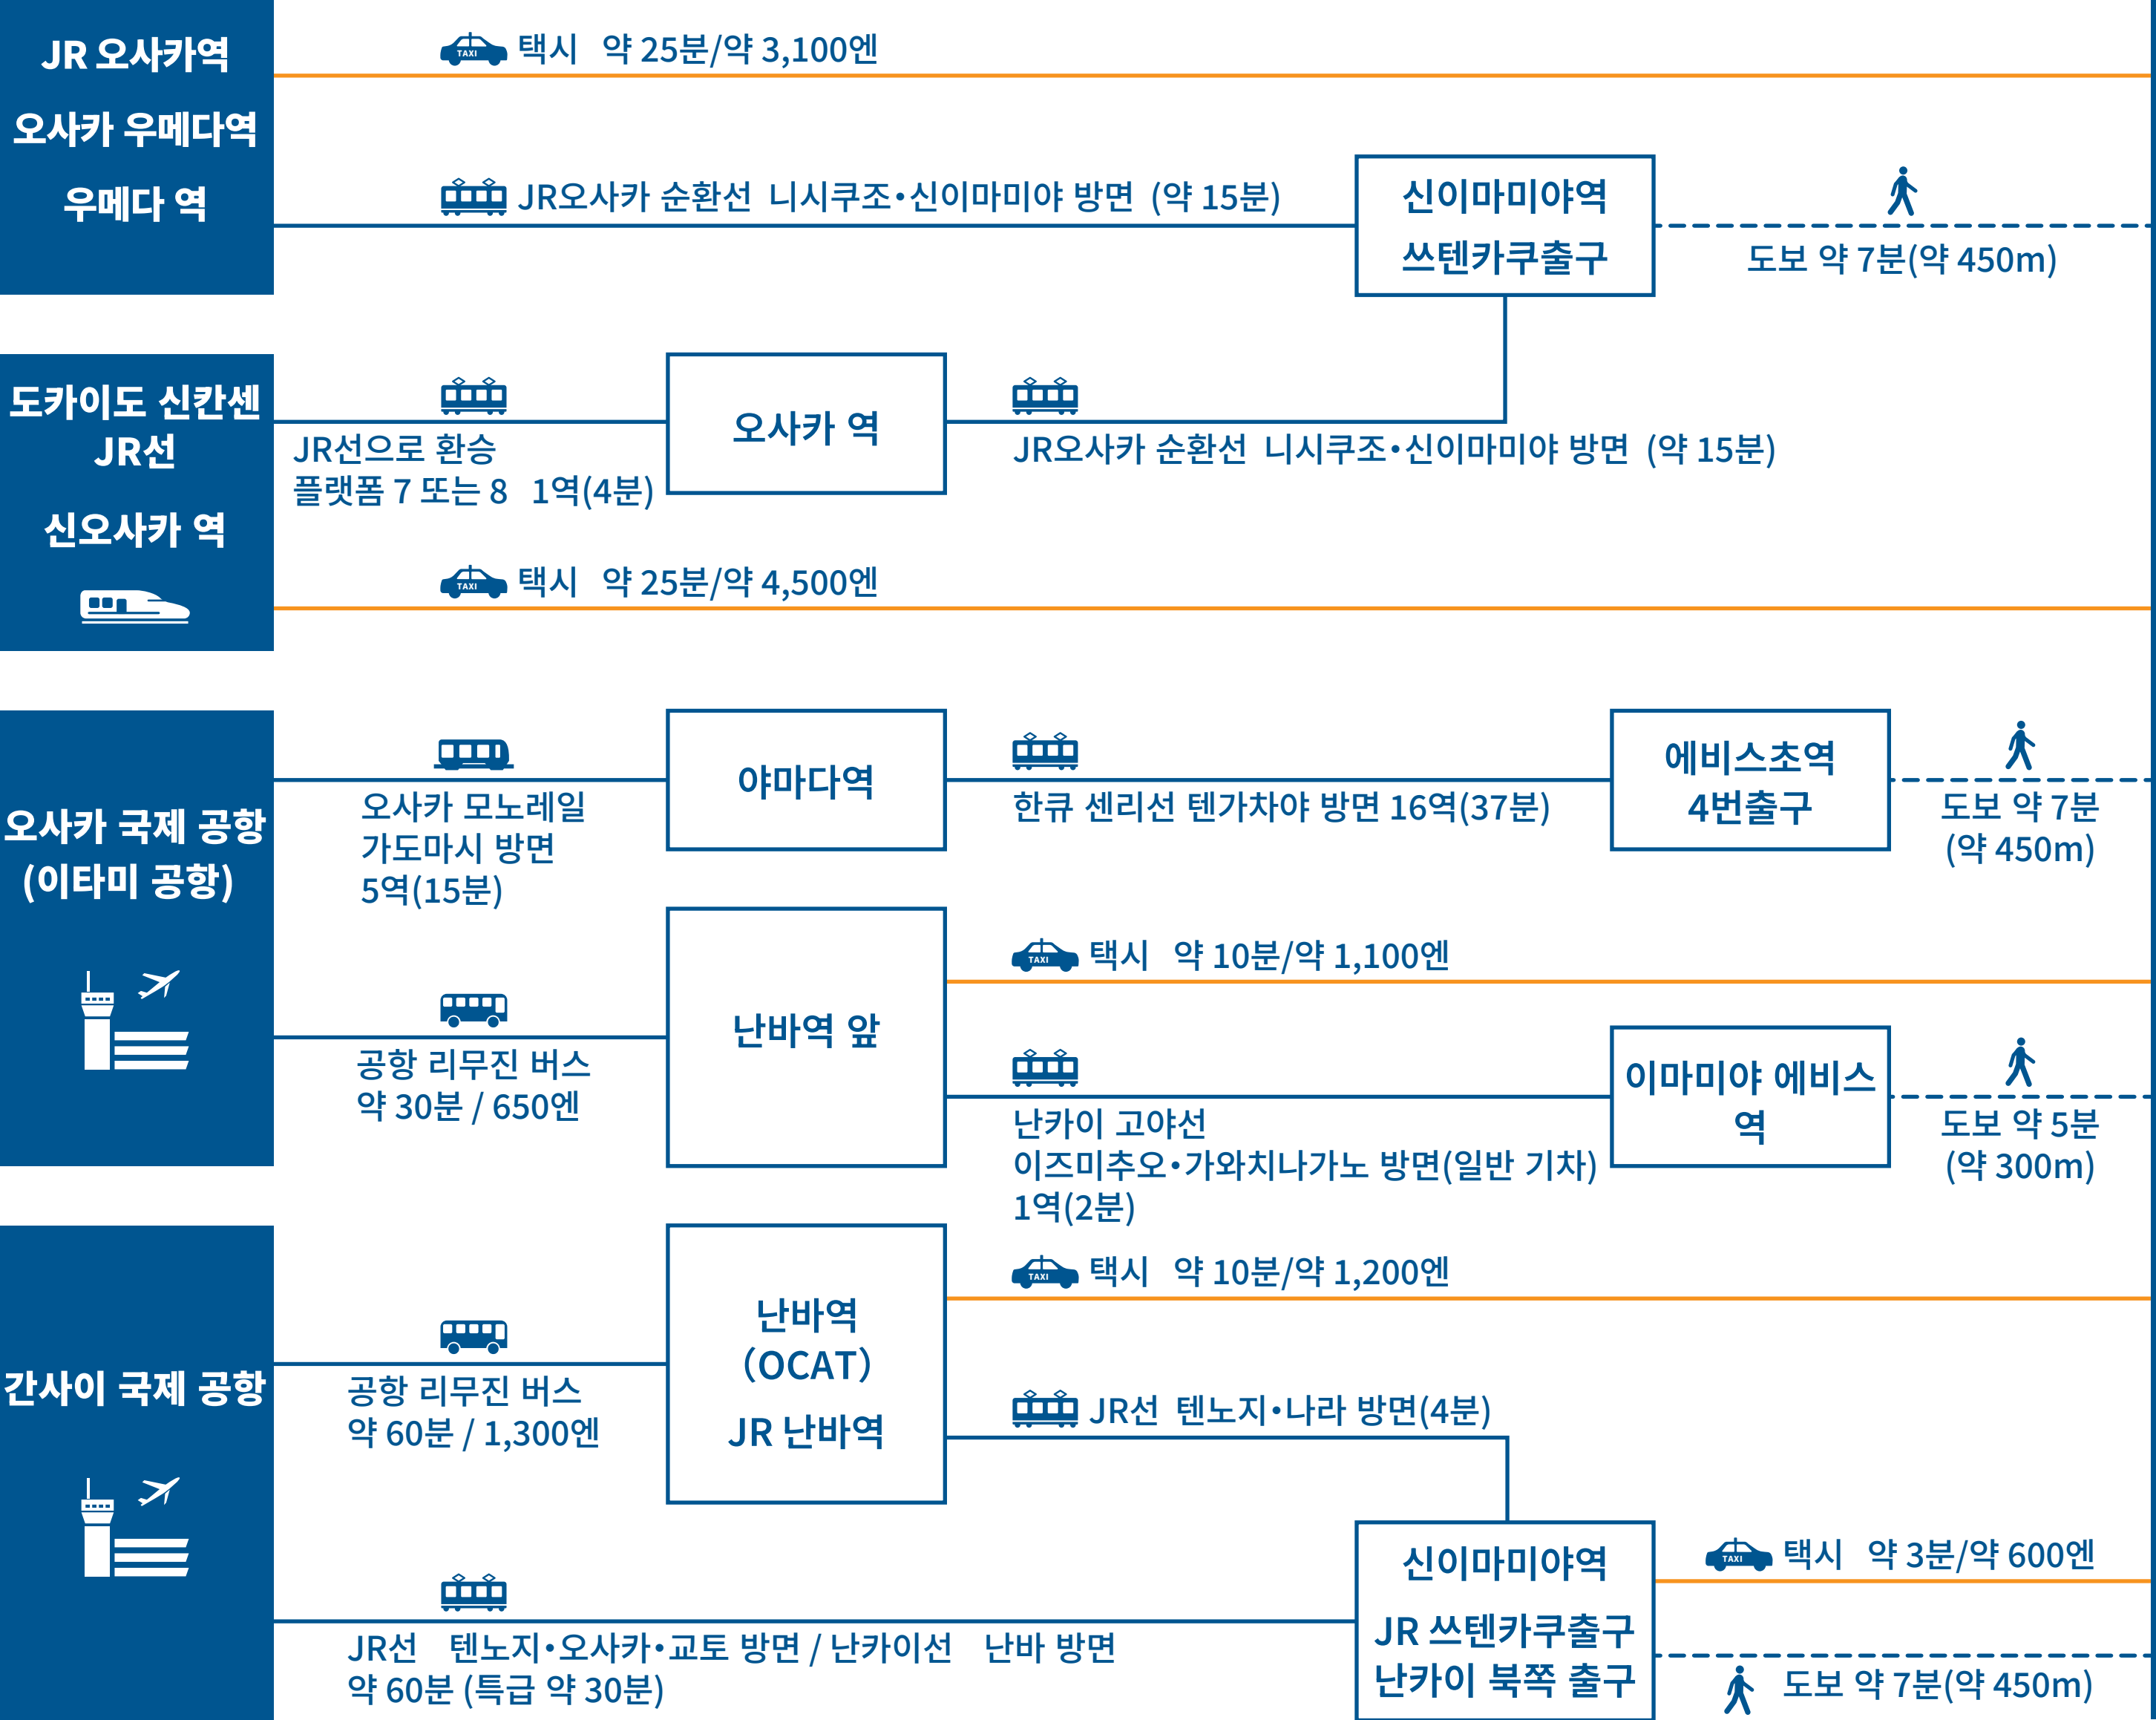 JR 오사카역
오사카 우메다역
우메다 역
TAXI 택시 약 25분/약 3,100엔
JR오사카 순환선 니시쿠조·신이마미야 방면 (약 15분)
신이마미야역
쓰텐카쿠출구
도보 약 7분(약 450m)
도카이도 신칸센
JR선
신오사카 역
JR선으로 환승
플랫폼 7 또는 8 1역(4분)
오사카 역
JR오사카 순환선 니시쿠조·신이마미야 방면 (약 15분)
TAXI 택시 약 25분/약 4,500엔
오사카 국제 공항
(이타미 공항)
오사카 모노레일
가도마시 방면
5역(15분)
야마다역
한큐 센리선 텐가차야 방면 16역(37분)
에비스초역
4번출구
도보 약 7분
(약 450m)
공항 리무진 버스
약 30분 / 650엔
난바역 앞
TAXI 택시 약 10분/약 1,100엔
난카이 고야선
이즈미추오·가와치나가노 방면(일반 기차)
1역(2분)
이마미야 에비스
역
도보 약 5분
(약 300m)
간사이 국제 공항
공항 리무진 버스
약 60분 / 1,300엔
난바역
(OCAT)
JR 난바역
TAXI 택시 약 10분/약 1,200엔
JR선 텐노지·나라 방면(4분)
JR선 텐노지·오사카·교토 방면 / 난카이선 난바 방면
약 60분 (특급 약 30분)
신이마미야역
JR 쓰텐카쿠출구
난카이 북쪽 출구
TAXI 택시 약 3분/약 600엔
도보 약 7분(약 450m)